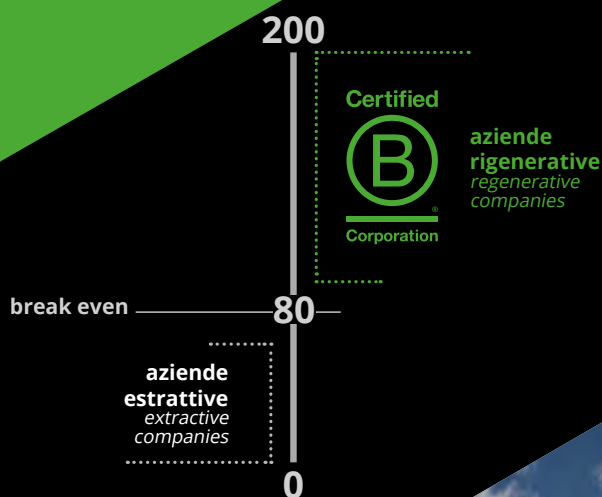 200
Certified
B
®
Corporation
aziende
rigenerative
regenerative
companies
break even
80
aziende
estrattive
extractive
companies
0